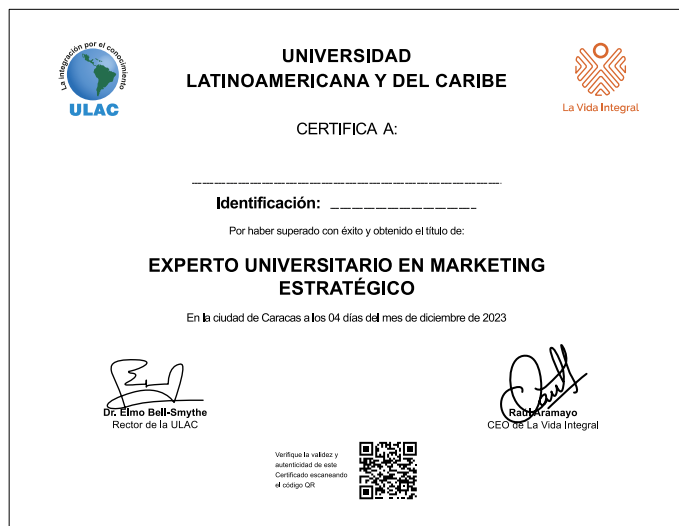 La integración por el conocimiento
ULAC
UNIVERSIDAD
LATINOAMERICANA Y DEL CARIBE
La Vida Integral
CERTIFICA A:
Identificación:
Por haber superado con éxito y obtenido el título de:
EXPERTO UNIVERSITARIO EN MARKETING
ESTRATÉGICO
En la ciudad de Caracas a los 04 días del mes de diciembre de 2023
Dr. Elmo Bell-Smythe
Rector de la ULAC
Raúl Aramayo
CEO de La Vida Integral
Verifique la validez y
autenticidad de este
Certificado escaneando
el código QR